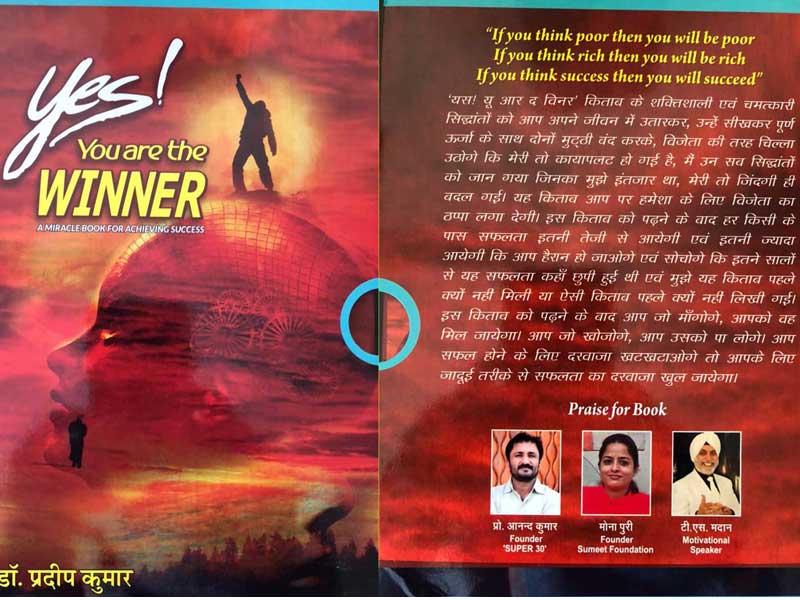 Yes!
You are the
WINNER
A MIRACLE BOOK FOR ACHIEVING SUCCESS
डॉ. प्रदीप कुमार
“If you think poor then you will be poor
If you think rich then you will be rich
If you think success then you will succeed”
‘यस! यू आर द विनर’ किताब के शक्तिशाली एवं चमत्कारी
सिद्धांतों को आप अपने जीवन में उतारकर, उन्हें सीखकर पूर्ण
ऊर्जा के साथ दोनों मुट्ठी बंद करके, विजेता की तरह चिल्ला
उठोगे कि मेरी तो कायापलट हो गई है, मैं उन सब सिद्धांतों
को जान गया जिनका मुझे इंतजार था, मेरी तो जिंदगी ही
बदल गई। यह किताब आप पर हमेशा के लिए विजेता का
ठप्पा लगा देगी। इस किताब को पढ़ने के बाद हर किसी के
पास सफलता इतनी तेजी से आयेगी एवं इतनी ज्यादा
आयेगी कि आप हैरान हो जाओगे एवं सोचोगे कि इतने सालों
से यह सफलता कहाँ छुपी हुई थी एवं मुझे यह किताब पहले
क्यों नही मिली या ऐसी किताब पहले क्यों नही लिखी गई।
इस किताब को पढ़ने के बाद आप जो माँगोगे, आपको वह
मिल जायेगा। आप जो खोजोगे, आप उसको पा लोगे। आप
सफल होने के लिए दरवाजा खटखटाओगे तो आपके लिए
जादूई तरीके से सफलता का दरवाजा खुल जायेगा।
Praise for Book
प्रो. आनन्द कुमार
Founder
'SUPER 30'
मोना पुरी
Founder
Sumeet Foundation
टी.एस. मदान
Motivational
Speaker